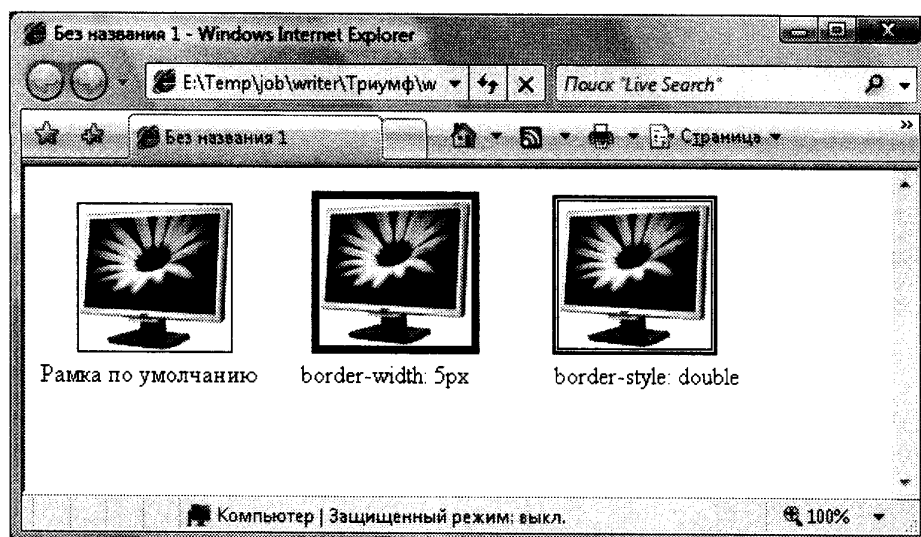 Без названия 1 - Windows Internet Explorer
E:\Temp\job\writer\Триумф\w
Поиск "Live Search"
Без названия 1
Страница
»
Рамка по умолчанию
border-width: 5px
border-style: double
Компьютер | Защищенный режим: выкл.
100%